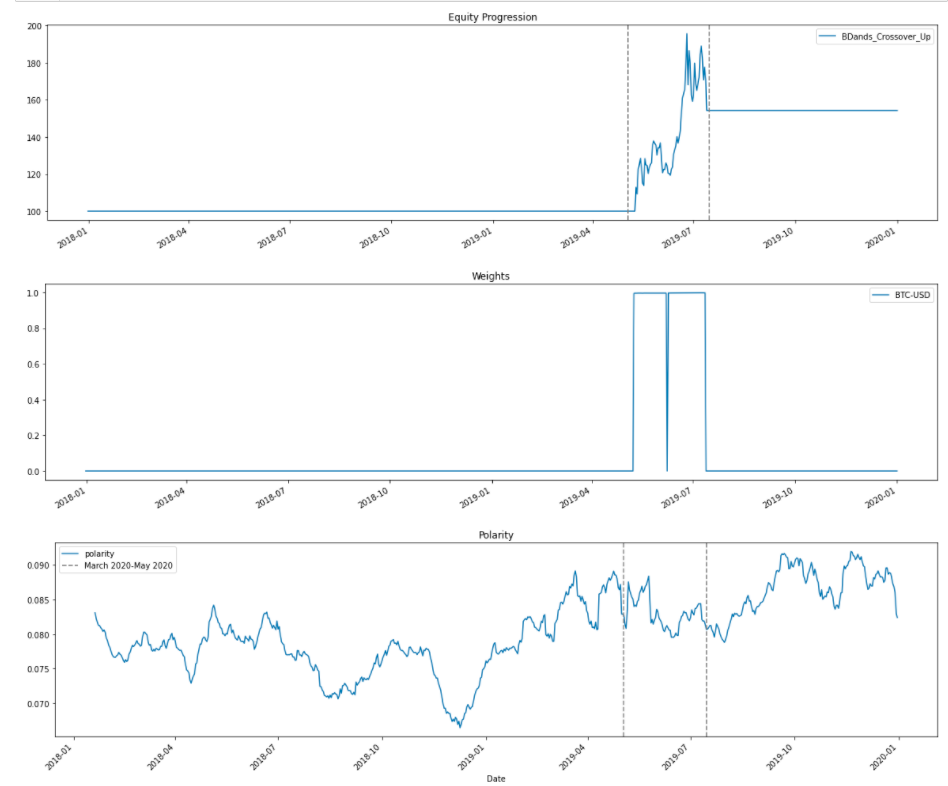 Equity Progression
BDands_Crossover_Up
200
180
160
140
120
100
2018-01 2018-04 2018-07 2018-10 2019-01 2019-04 2019-07 2019-10 2020-01
Weights
BTC-USD
1.0
0.8
0.6
0.4
0.2
0.0
2018-01 2018-04 2018-07 2018-10 2019-01 2019-04 2019-07 2019-10 2020-01
Polarity
polarity
March 2020-May 2020
0.090
0.085
0.080
0.075
0.070
2018-01 2018-04 2018-07 2018-10 2019-01 2019-04 2019-07 2019-10 2020-01
Date